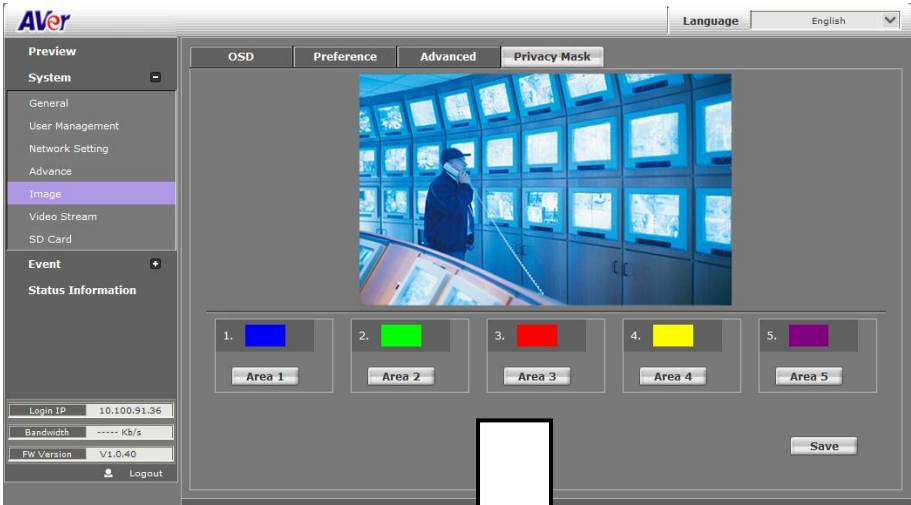 AVer
Language English
Preview
System
General
User Management
Network Setting
Advance
Image
Video Stream
SD Card
Event
Status Information
Login IP 10.100.91.36
Bandwidth ----- Kb/s
FW Version V1.0.40
Logout
OSD Preference Advanced Privacy Mask
1. 2. 3. 4. 5.
Area 1 Area 2 Area 3 Area 4 Area 5
Save